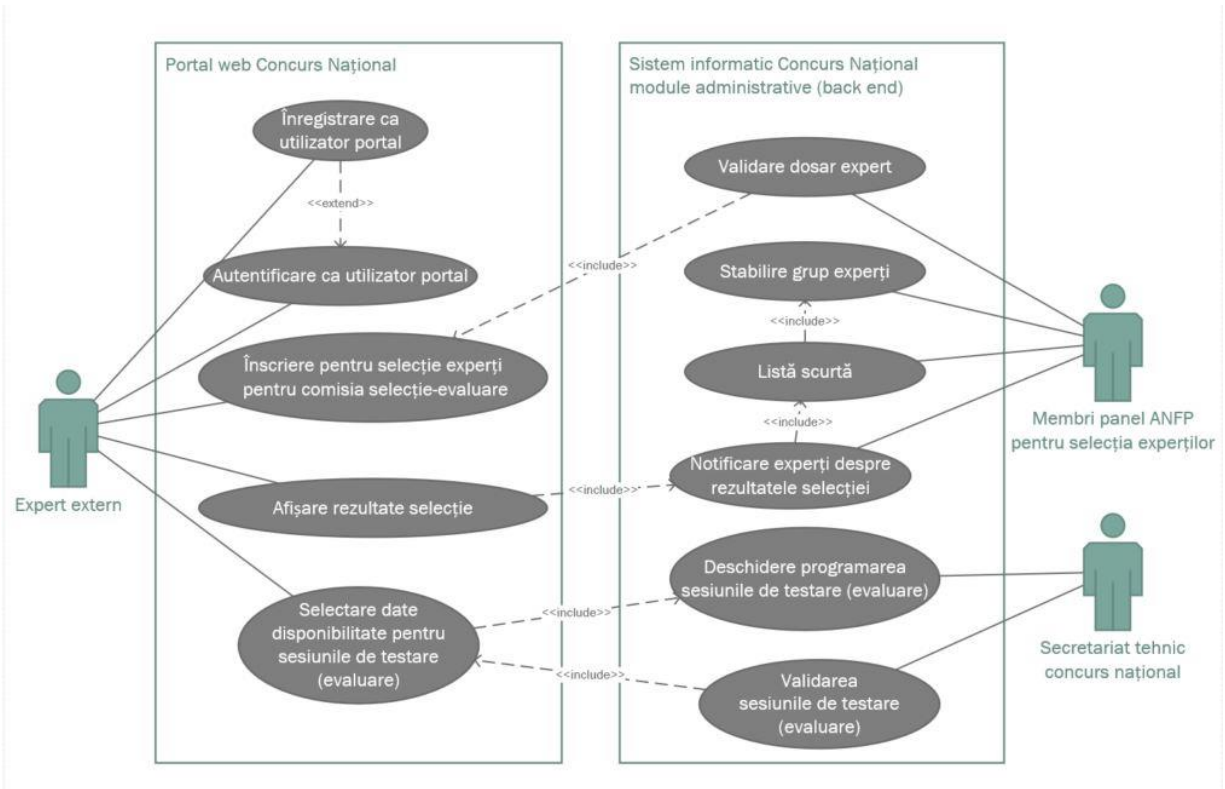 Portal web Concurs Național
Înregistrare ca
utilizator portal
<<extend>>
Autentificare ca utilizator portal
Înscriere pentru selecție experți
pentru comisia selecție-evaluare
Afișare rezultate selecție
Selectare date
disponibilitate pentru
sesiunile de testare
(evaluare)
Expert extern
<<include>>
<<include>>
<<include>>
<<include>>
Sistem informatic Concurs Național
module administrative (back end)
Validare dosar expert
Stabilire grup experți
<<include>>
Listă scurtă
<<include>>
Notificare experți despre
rezultatele selecției
Deschidere programarea
sesiunile de testare (evaluare)
Validarea
sesiunile de testare
(evaluare)
Membri panel ANFP
pentru selecția experților
Secretariat tehnic
concurs național